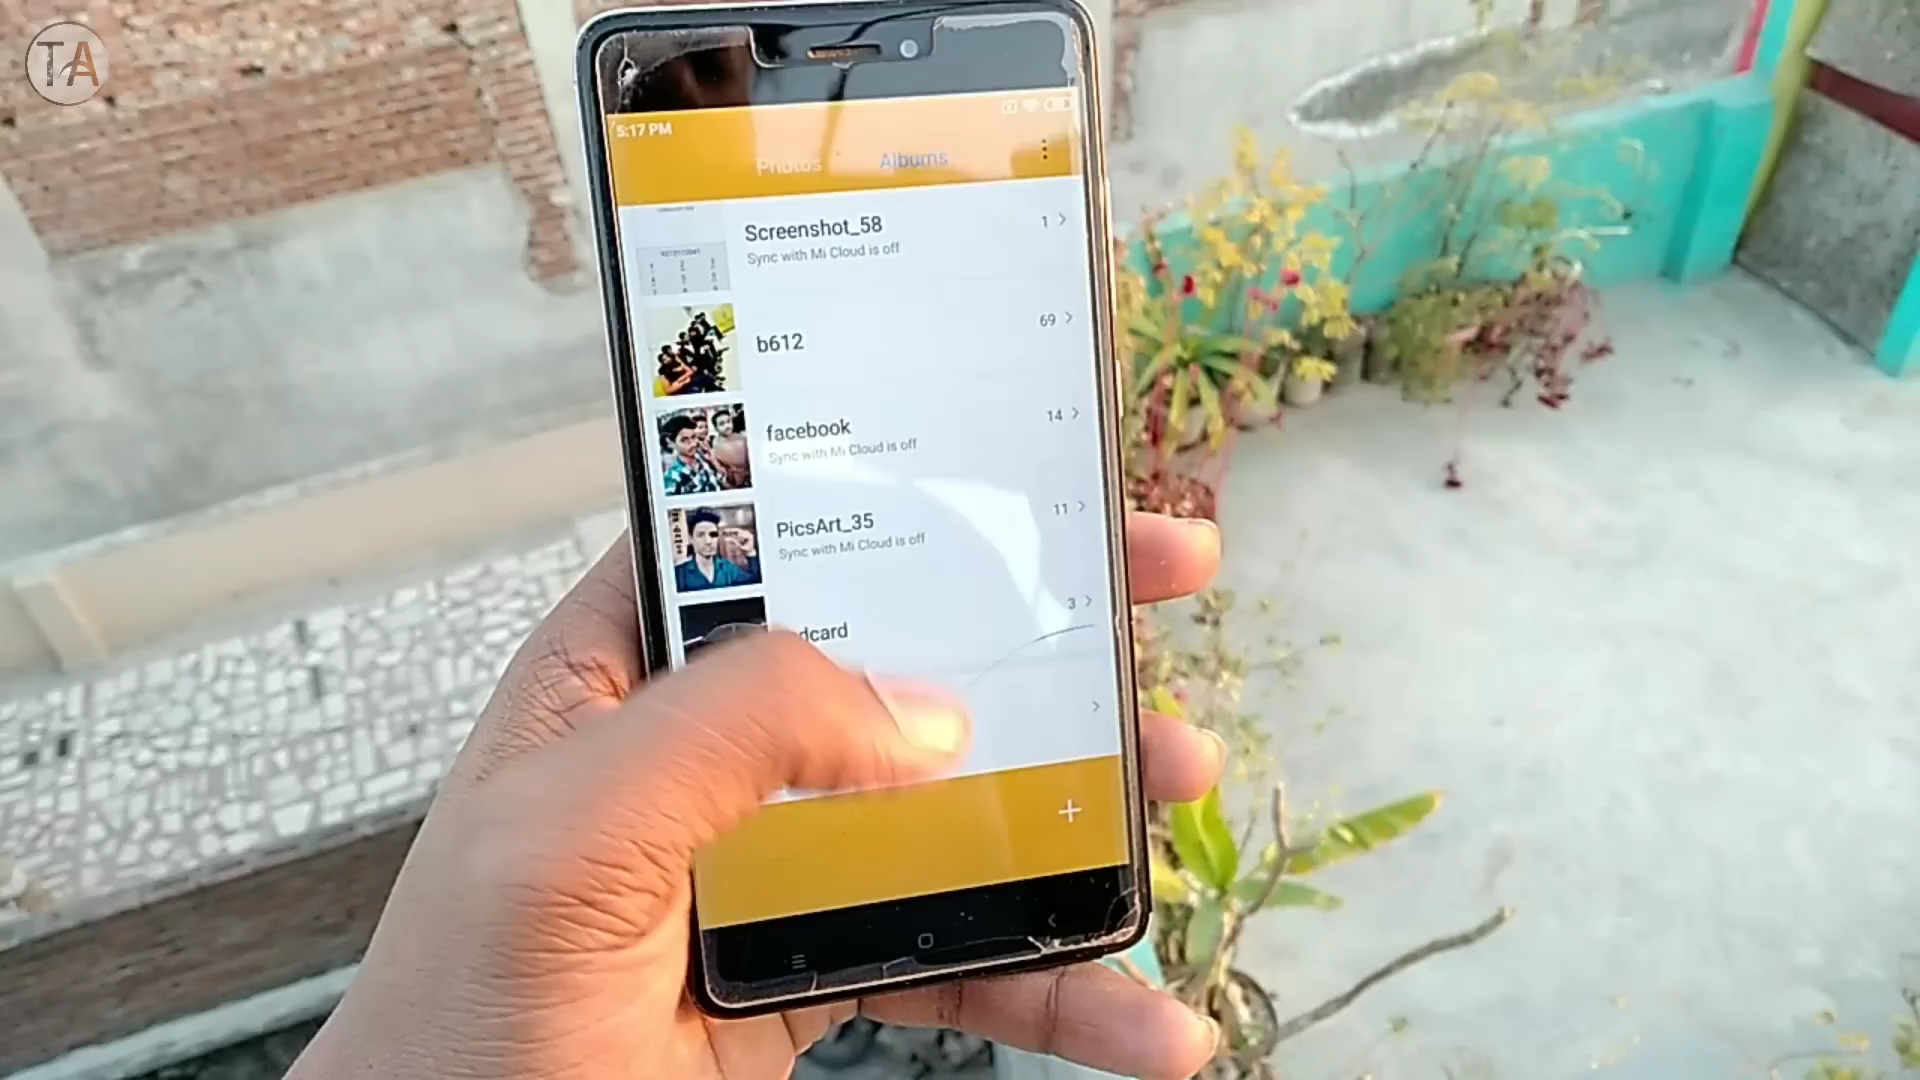 TA
5:17 PM
Photos Albums
Screenshot_58 1
Sync with Mi Cloud is off
b612 69
facebook 14
Sync with Mi Cloud is off
PicsArt_35 11
Sync with Mi Cloud is off
dcard 3